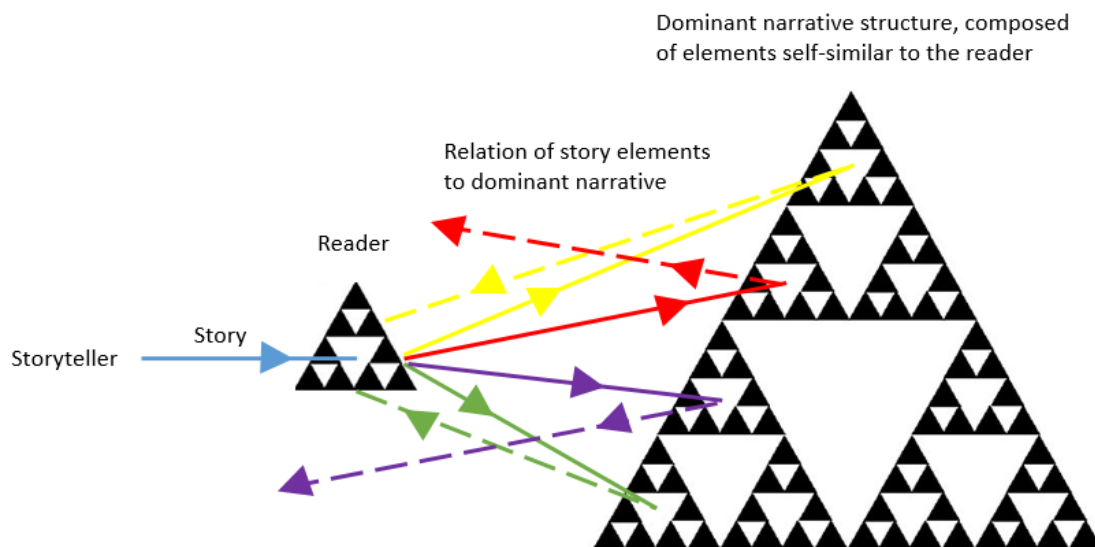 Dominant narrative structure, composed
of elements self-similar to the reader
Relation of story elements
to dominant narrative
Reader
Story
Storyteller